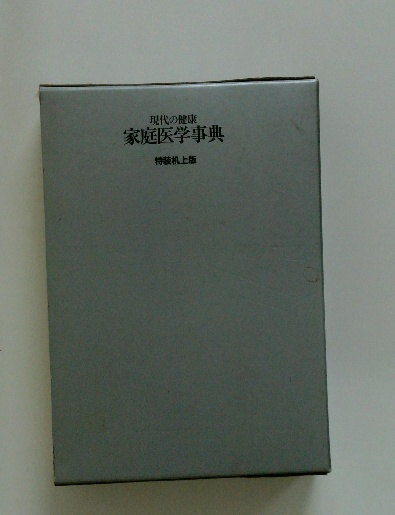 現代の健康
家庭医学事典
特装机上版